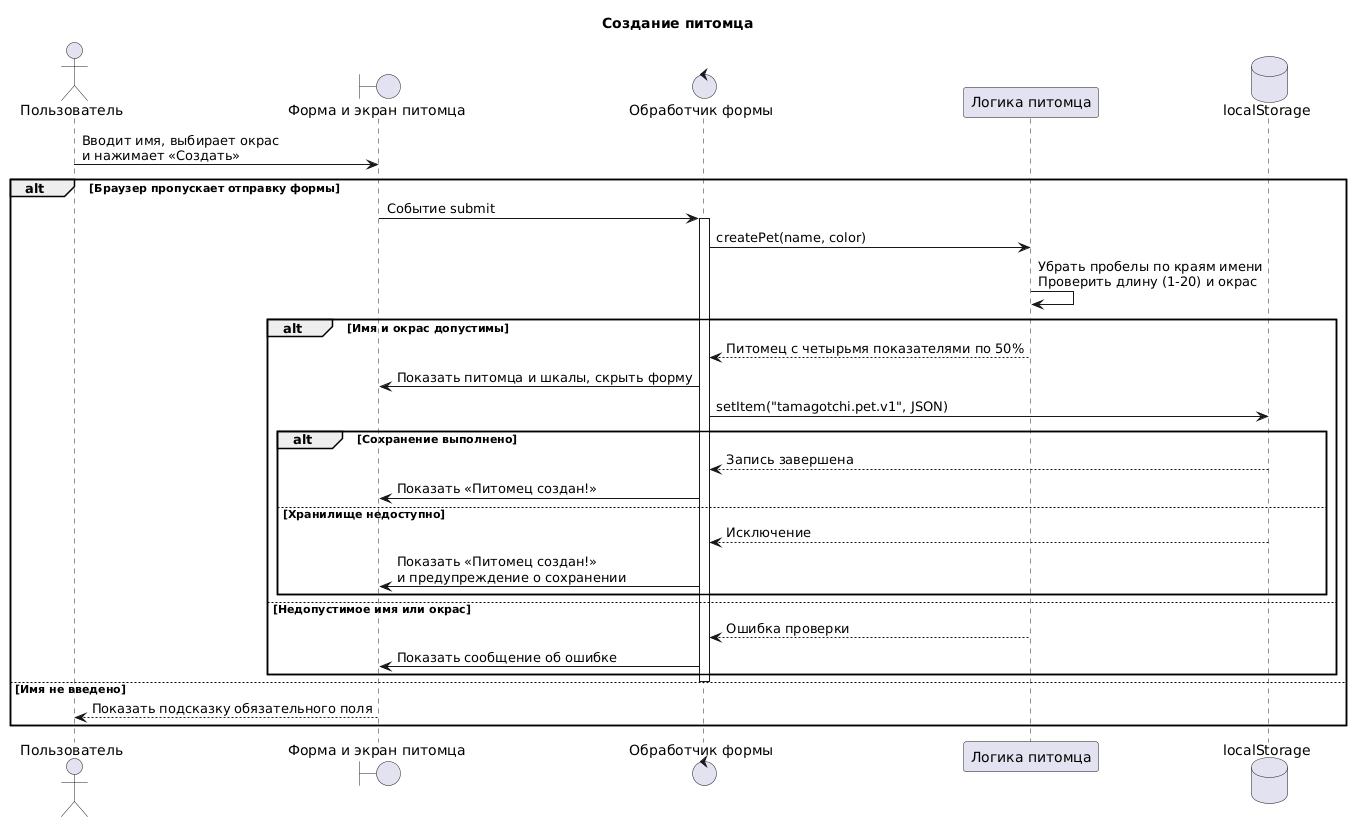 Создание питомца
Пользователь
Форма и экран питомца
Обработчик формы
Логика питомца
localStorage
Вводит имя, выбирает окрас
и нажимает «Создать»
alt
[Браузер пропускает отправку формы]
Событие submit
createPet(name, color)
Убрать пробелы по краям имени
Проверить длину (1-20) и окрас
alt
[Имя и окрас допустимы]
Питомец с четырьмя показателями по 50%
Показать питомца и шкалы, скрыть форму
setItem("tamagotchi.pet.v1", JSON)
alt
[Сохранение выполнено]
Запись завершена
Показать «Питомец создан!»
[Хранилище недоступно]
Исключение
Показать «Питомец создан!»
и предупреждение о сохранении
[Недопустимое имя или окрас]
Ошибка проверки
Показать сообщение об ошибке
[Имя не введено]
Показать подсказку обязательного поля
Пользователь
Форма и экран питомца
Обработчик формы
Логика питомца
localStorage